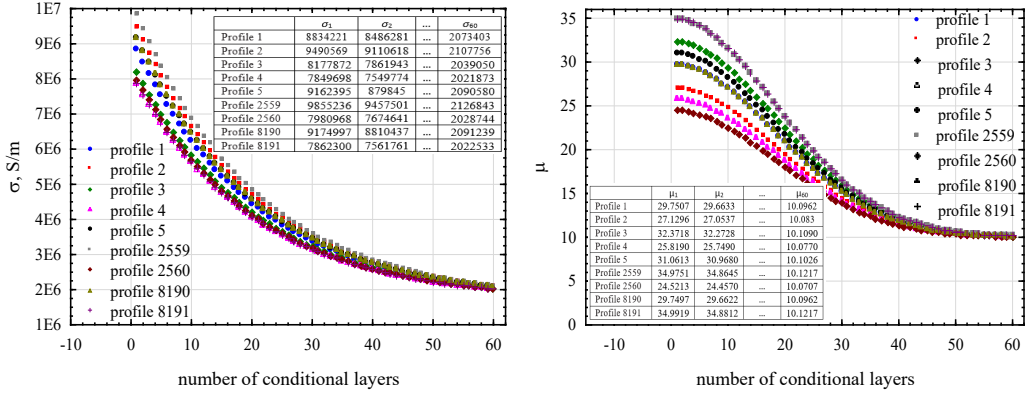 1E7
9E6
8E6
7E6
6E6
5E6
4E6
3E6
2E6
1E6
σ, S/m
σ1 σ2 ... σ60
Profile 1 8834221 8486281 ... 2073403
Profile 2 9490569 9110618 ... 2107756
Profile 3 8177872 7861943 ... 2039050
Profile 4 7849698 7549774 ... 2021873
Profile 5 9162395 879845 ... 2090580
Profile 2559 9855236 9457501 ... 2126843
Profile 2560 7980968 7674641 ... 2028744
Profile 8190 9174997 8810437 ... 2091239
Profile 8191 7862300 7561761 ... 2022533
profile 1
profile 2
profile 3
profile 4
profile 5
profile 2559
profile 2560
profile 8190
profile 8191
-10 0 10 20 30 40 50 60
number of conditional layers
35
30
25
20
15
10
5
0
μ
profile 1
profile 2
profile 3
profile 4
profile 5
profile 2559
profile 2560
profile 8190
profile 8191
μ1 μ2 ... μ60
Profile 1 29.7507 29.6633 ... 10.0962
Profile 2 27.1296 27.0537 ... 10.083
Profile 3 32.3718 32.2728 ... 10.1090
Profile 4 25.8190 25.7490 ... 10.0770
Profile 5 31.0613 30.9680 ... 10.1026
Profile 2559 34.9751 34.8645 ... 10.1217
Profile 2560 24.5213 24.4570 ... 10.0707
Profile 8190 29.7497 29.6622 ... 10.0962
Profile 8191 34.9919 34.8812 ... 10.1217
-10 0 10 20 30 40 50 60
number of conditional layers